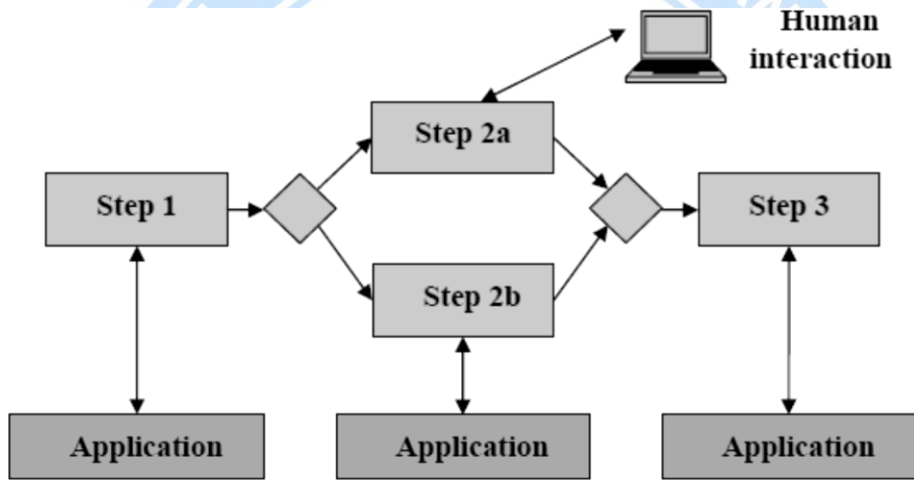 Human
interaction
Step 2a
Step 1
Step 3
Step 2b
Application
Application
Application